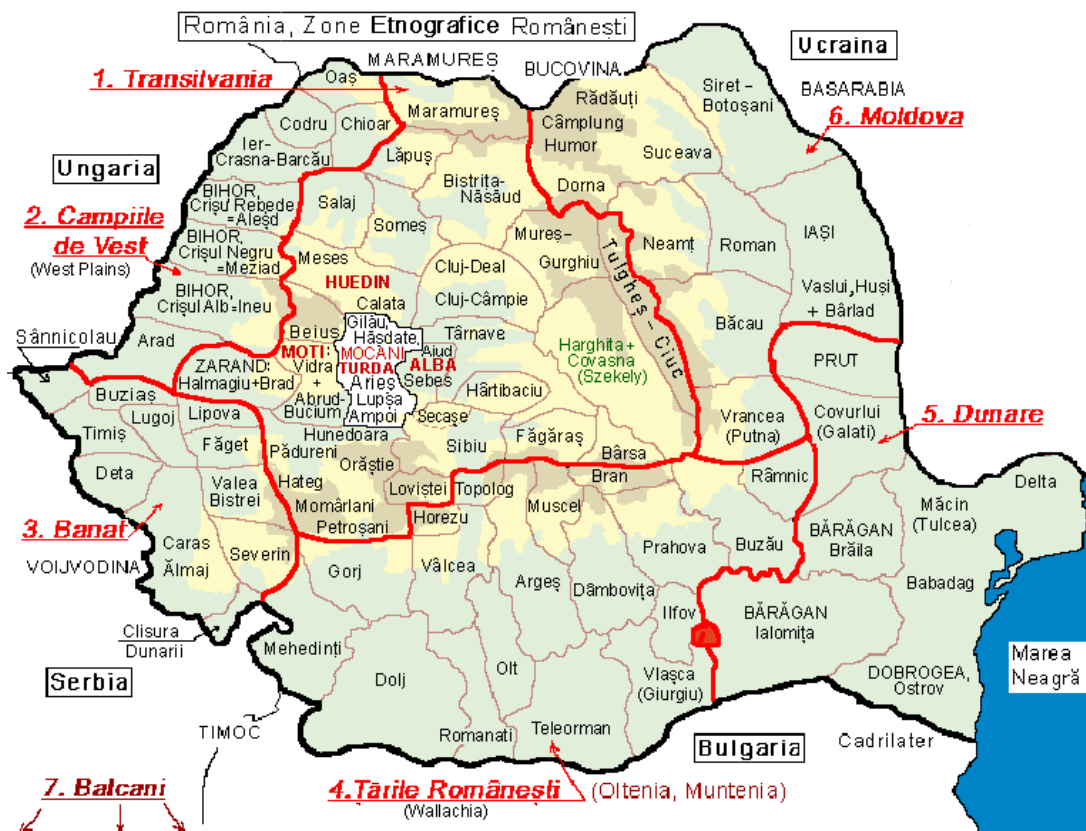 România, Zone Etnografice Românești
Ucraina
MARAMUREȘ
BUCOVINA
BASARABIA
1. Transilvania
6. Moldova
Ungaria
2. Campiile
de Vest
(West Plains)
Oaș
Codru
Chioar
Maramureș
Rădăuți
Câmplung
Humor
Siret –
Botoșani
Suceava
Ier-
Crasna-Barcău
Lăpuș
Bistrița-
Năsăud
Dorna
BIHOR,
Crișu Repede
=Aleșd
Salaj
Someș
Mureș–
Gurghiu
Neamț
Roman
IAȘI
BIHOR,
Crișul Negru
=Meziad
Meses
HUEDIN
Calata
Cluj-Deal
Cluj-Câmpie
Tulgheș – Ciuc
Vaslui, Huși
+ Bârlad
BIHOR,
Crișul Alb=Ineu
Beiuș
Gilău,
Hăsdate,
MOCĂNI
TURDA
Arieș
Lupșa
Ampoi
Târnave
Bacău
Sânnicolau
Arad
MOTI:
Vidra
+
Abrud-
Bucium
Aiud
ALBA
Sebeș
Harghita +
Covasna
(Szekely)
PRUT
ZARAND:
Halmagiu+Brad
Hârtibaciu
Buziaș
Lugoj
Lipova
Secașe
Vrancea
(Putna)
Covurlui
(Galati)
5. Dunare
Timiș
Făget
Hunedoara
Pădureni
Sibiu
Făgăraș
Bârsa
Deta
Valea
Bistrei
Orăștie
Hateg
Loviștei
Topolog
Bran
Râmnic
Delta
3. Banat
Momârlani
Petroșani
Horezu
Muscel
Măcin
(Tulcea)
VOIJVODINA
Caras
Ălmaj
Severin
Gorj
Vâlcea
Prahova
Buzău
BĂRĂGAN
Brăila
Argeș
Dâmbovița
Babadag
Clisura
Dunarii
Mehedinți
Ilfov
BĂRĂGAN
Ialomița
Serbia
Dolj
Olt
Vlașca
(Giurgiu)
DOBROGEA,
Ostrov
Marea
Neagră
TIMOC
Romanati
Teleorman
Bulgaria
Cadrilater
7. Balcani
4.Tările Românești
(Wallachia)
(Oltenia, Muntenia)